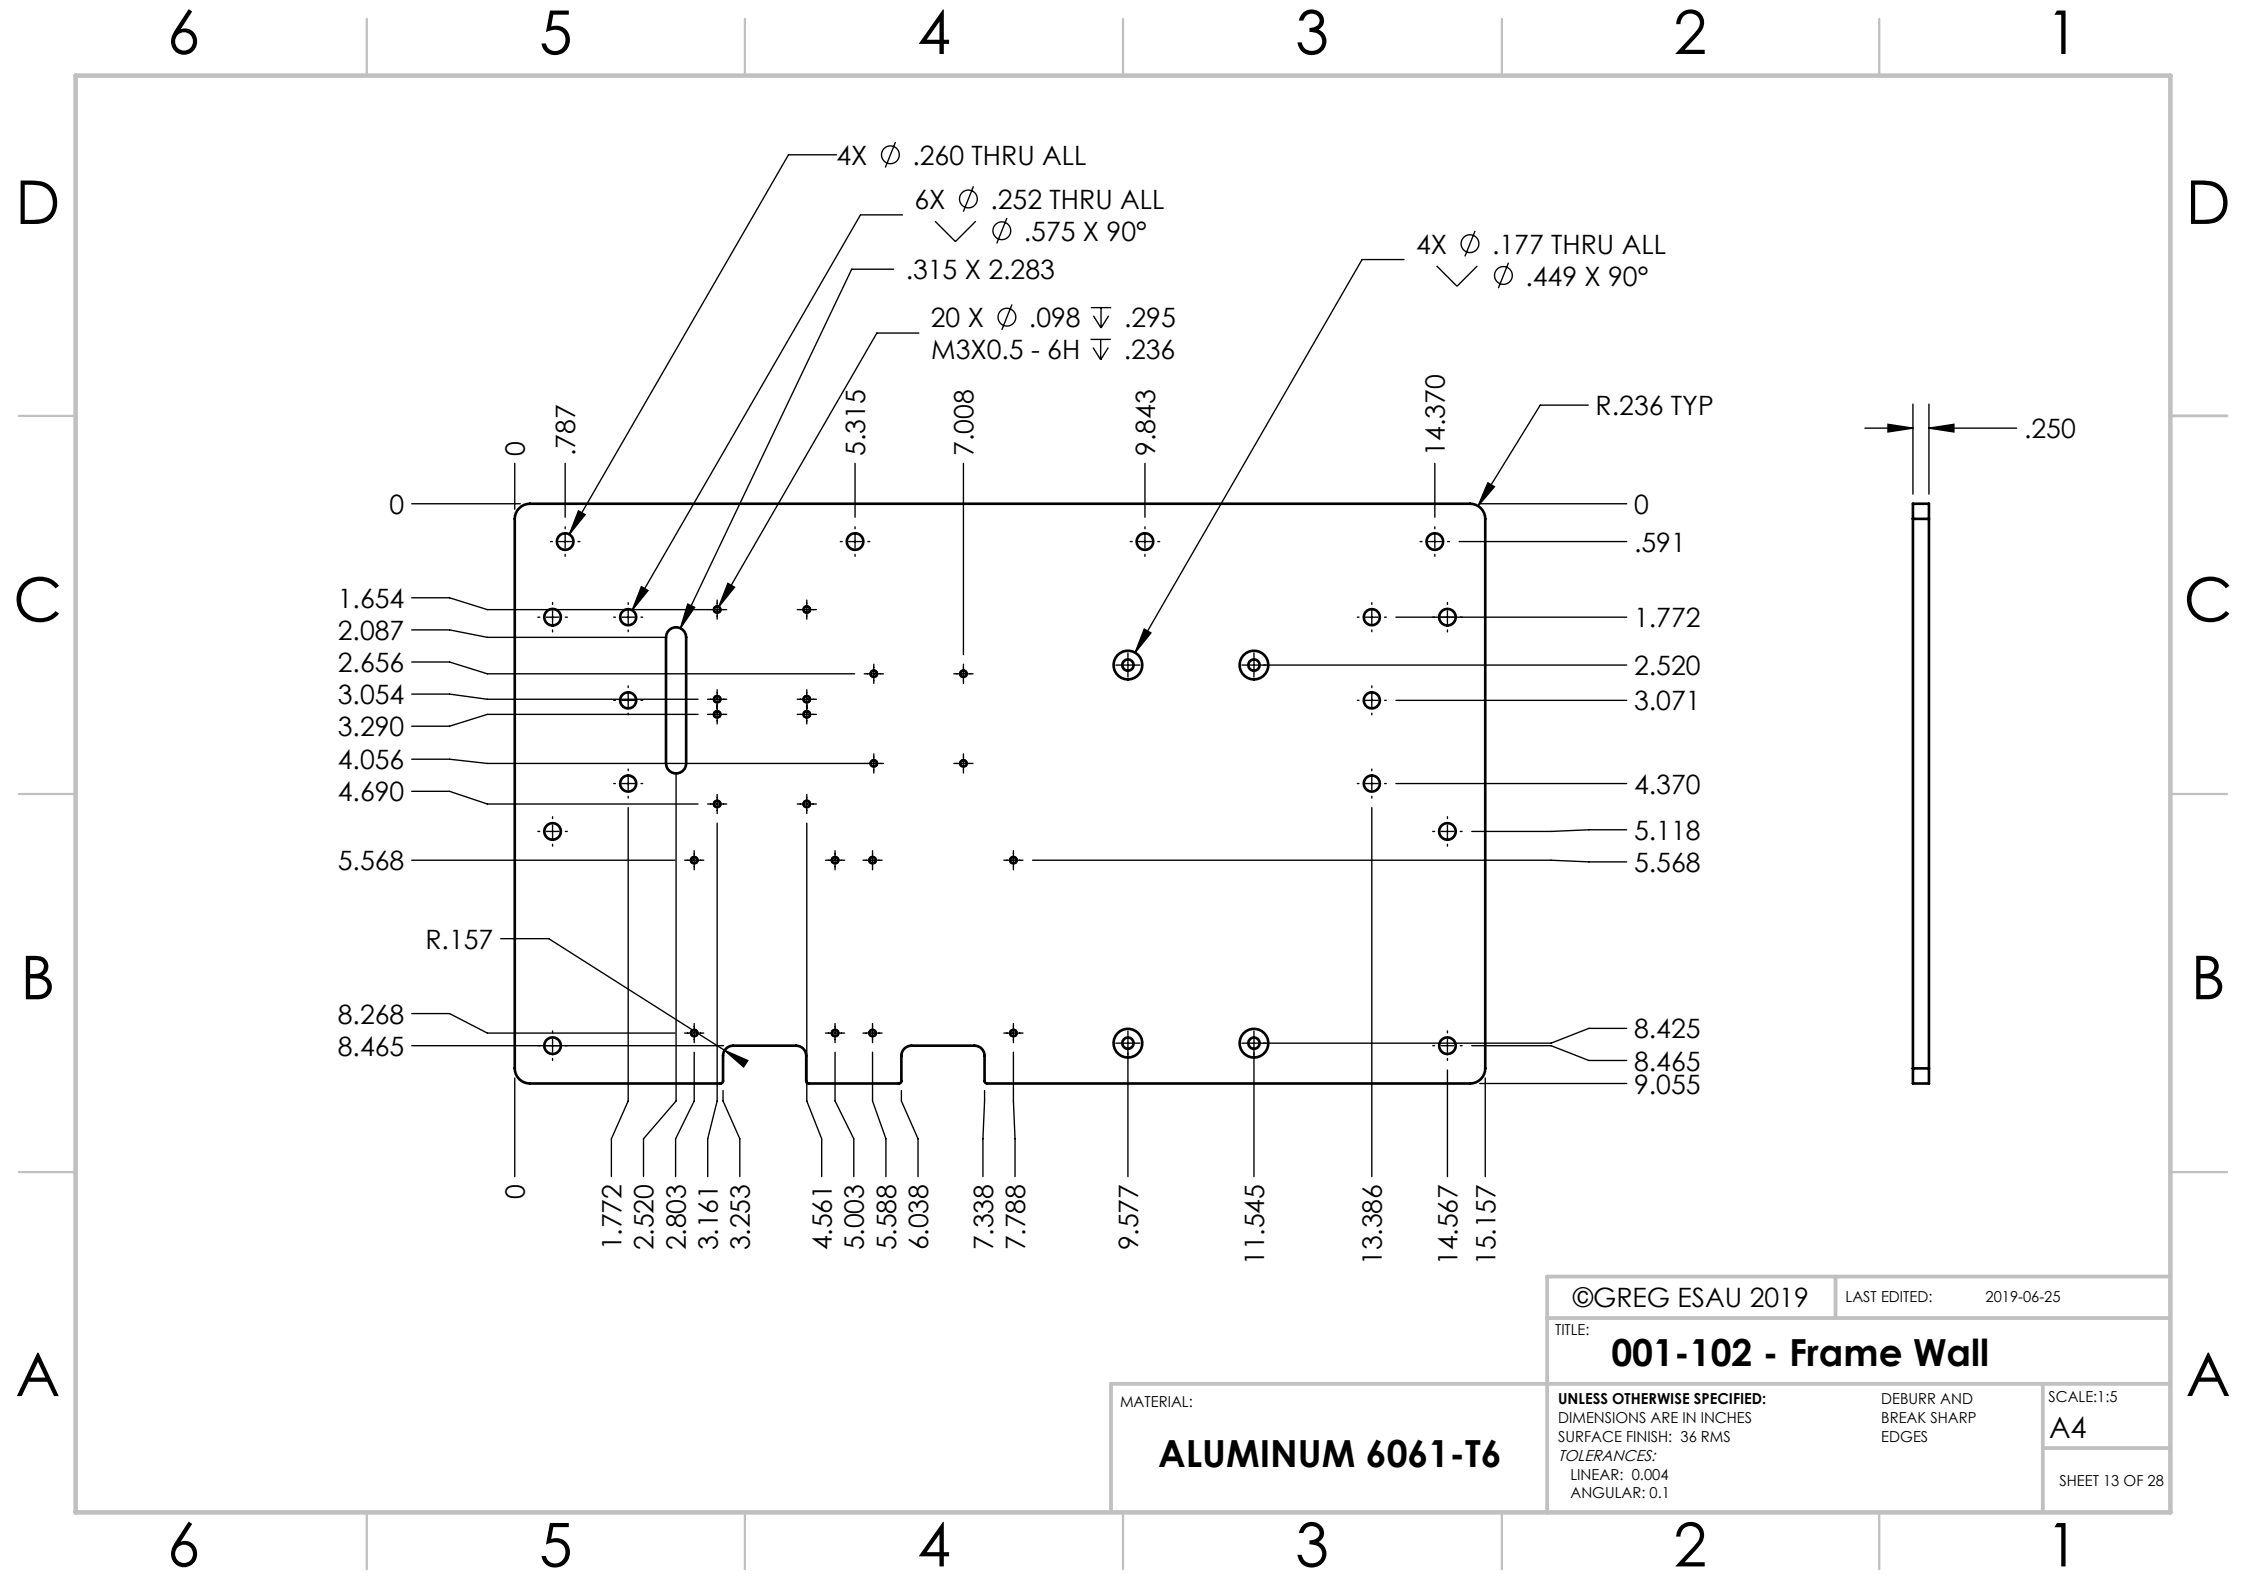 6 5 4 3 2 1
D D
4X ∅ .260 THRU ALL
6X ∅ .252 THRU ALL
⌵ ∅ .575 X 90°
.315 X 2.283
20 X ∅ .098 ↧ .295
M3X0.5 - 6H ↧ .236
4X ∅ .177 THRU ALL
⌵ ∅ .449 X 90°
R.236 TYP
.250
0
.787
5.315
7.008
9.843
14.370
C C
0
1.654
2.087
2.656
3.054
3.290
4.056
4.690
5.568
R.157
8.268
8.465
0
.591
1.772
2.520
3.071
4.370
5.118
5.568
8.425
8.465
9.055
B B
0
1.772
2.520
2.803
3.161
3.253
4.561
5.003
5.588
6.038
7.338
7.788
9.577
11.545
13.386
14.567
15.157
A A
©GREG ESAU 2019
LAST EDITED: 2019-06-25
TITLE:
001-102 - Frame Wall
MATERIAL:
ALUMINUM 6061-T6
UNLESS OTHERWISE SPECIFIED:
DIMENSIONS ARE IN INCHES
SURFACE FINISH: 36 RMS
TOLERANCES:
LINEAR: 0.004
ANGULAR: 0.1
DEBURR AND
BREAK SHARP
EDGES
SCALE:1:5
A4
SHEET 13 OF 28
6 5 4 3 2 1